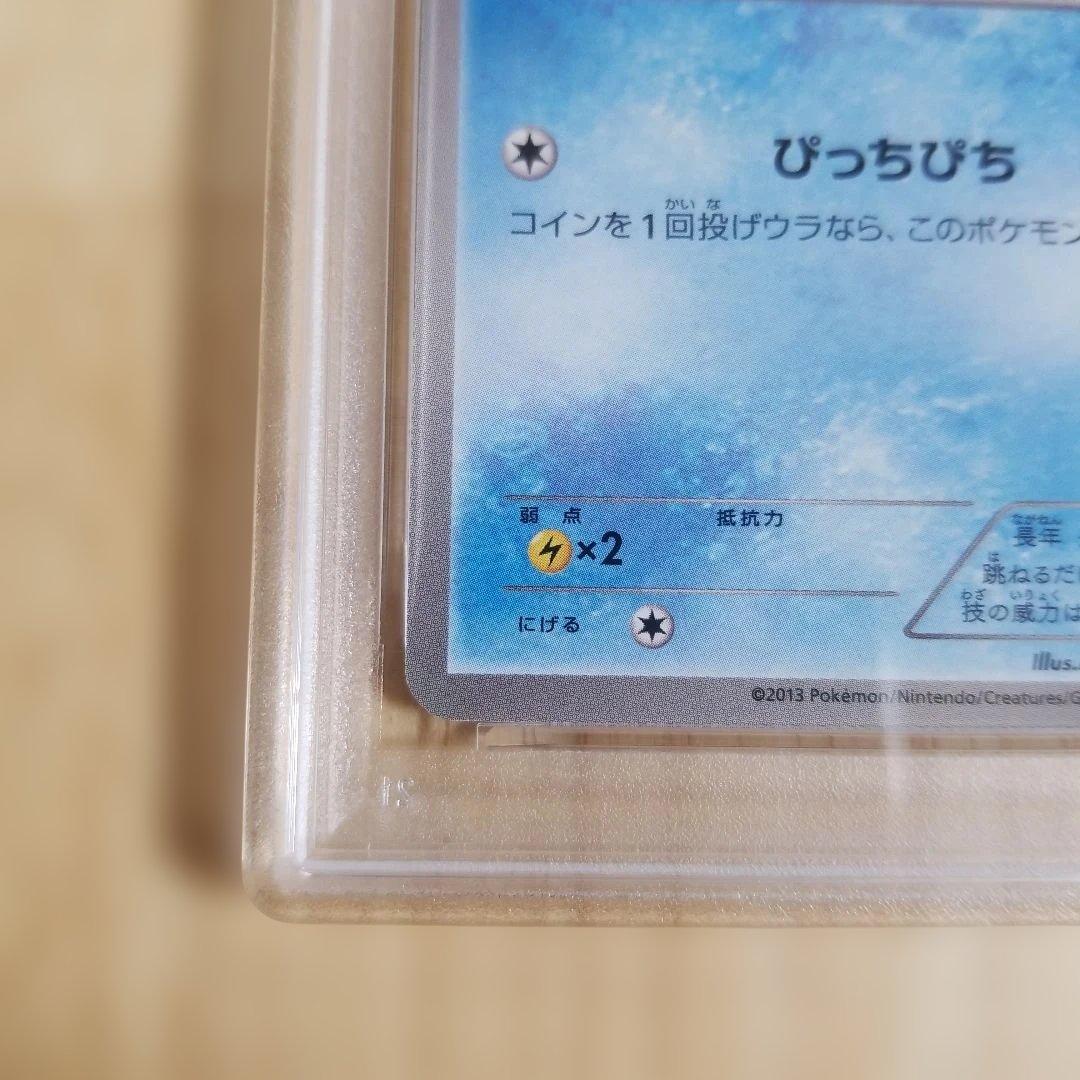 ぴっちぴち
コインを1回投げウラなら、このポケモン
かい な
弱点 抵抗力
×2
にげる
ながねん
長年
は
跳ねるだ
わざ いりょく
技の威力は
Illus.
©2013 Pokémon/Nintendo/Creatures/G
21